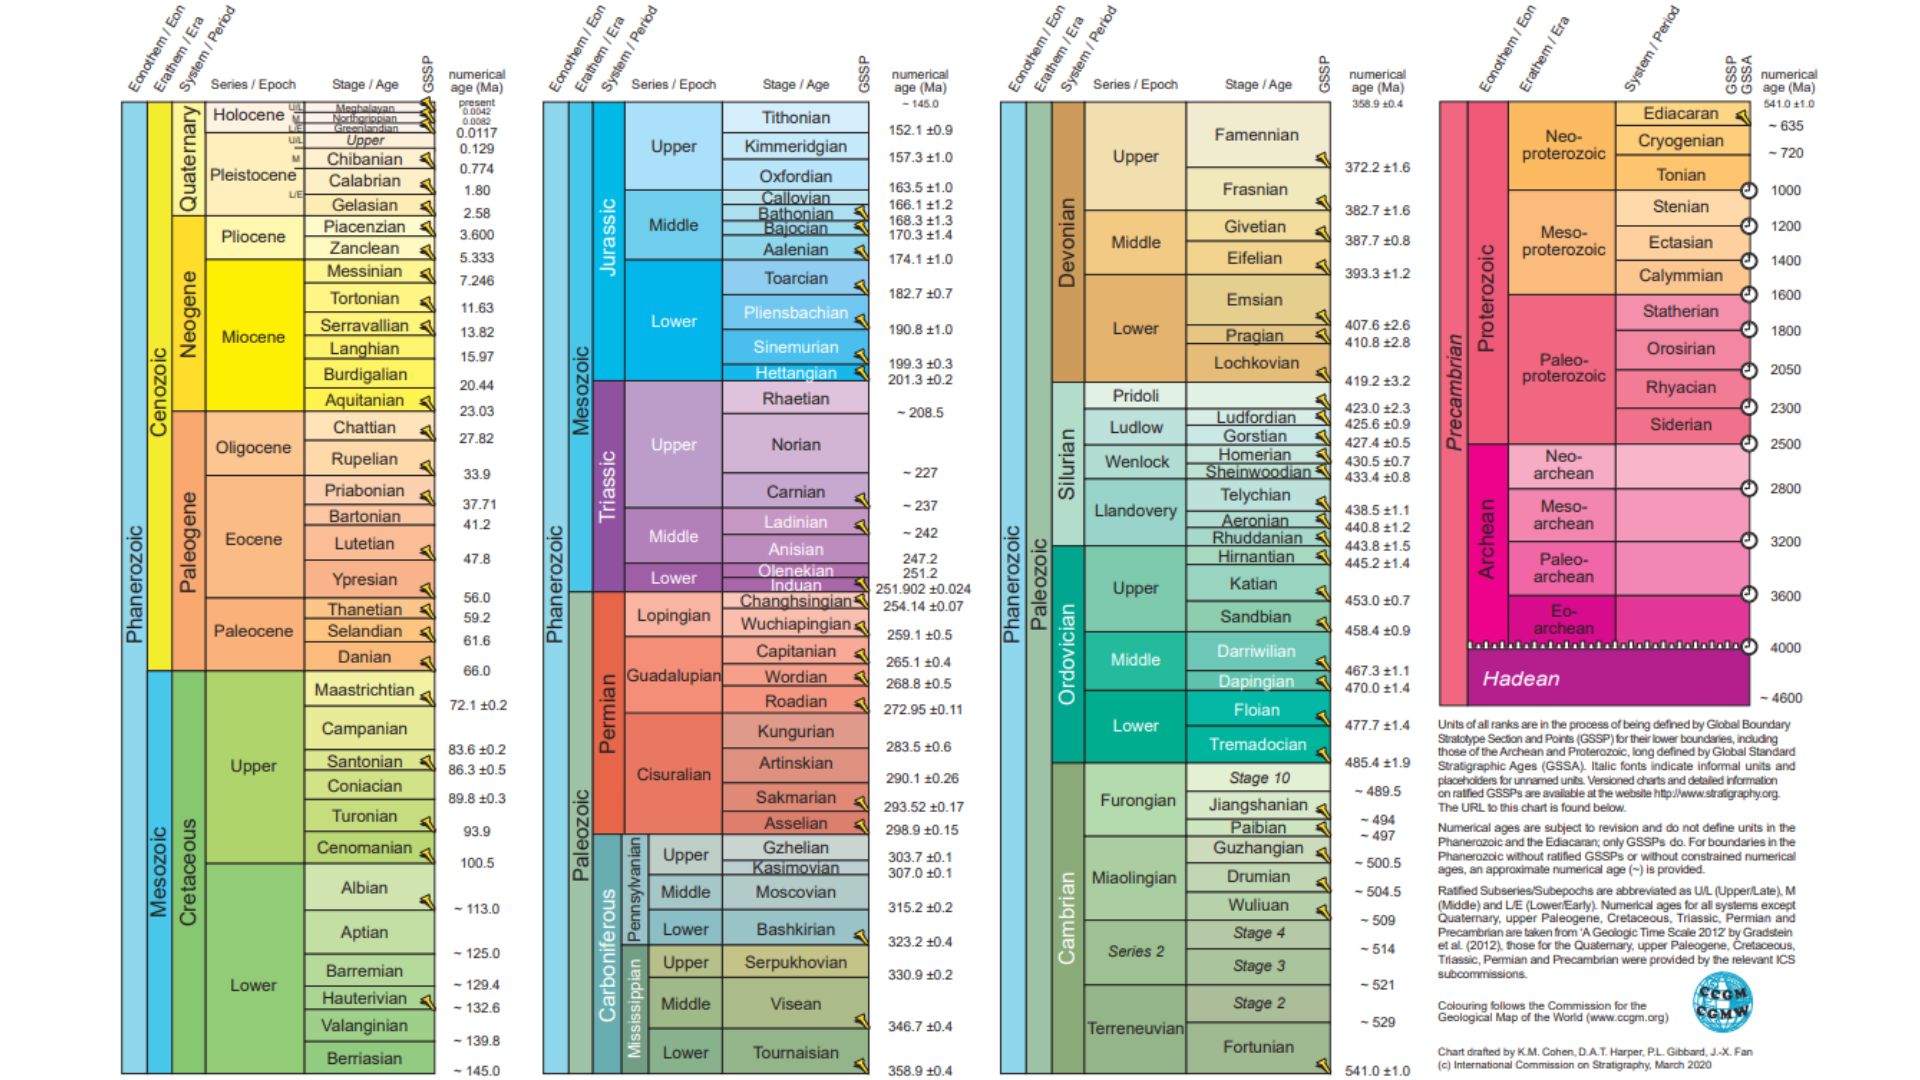 Eonothem / Eon
Erathem / Era
System / Period
Series / Epoch
Stage / Age
GSSP
numerical
age (Ma)
Phanerozoic
Cenozoic
Mesozoic
Quaternary
Neogene
Paleogene
Cretaceous
Holocene
U/L
M
L/E
Pleistocene
U/L
M
L/E
Pliocene
Miocene
Oligocene
Eocene
Paleocene
Upper
Lower
Meghalayan
Northgrippian
Greenlandian
Upper
Chibanian
Calabrian
Gelasian
Piacenzian
Zanclean
Messinian
Tortonian
Serravallian
Langhian
Burdigalian
Aquitanian
Chattian
Rupelian
Priabonian
Bartonian
Lutetian
Ypresian
Thanetian
Selandian
Danian
Maastrichtian
Campanian
Santonian
Coniacian
Turonian
Cenomanian
Albian
Aptian
Barremian
Hauterivian
Valanginian
Berriasian
present
0.0042
0.0082
0.0117
0.129
0.774
1.80
2.58
3.600
5.333
7.246
11.63
13.82
15.97
20.44
23.03
27.82
33.9
37.71
41.2
47.8
56.0
59.2
61.6
66.0
72.1 ±0.2
83.6 ±0.2
86.3 ±0.5
89.8 ±0.3
93.9
100.5
~ 113.0
~ 125.0
~ 129.4
~ 132.6
~ 139.8
~ 145.0
Eonothem / Eon
Erathem / Era
System / Period
Series / Epoch
Stage / Age
GSSP
numerical
age (Ma)
Phanerozoic
Mesozoic
Paleozoic
Jurassic
Triassic
Permian
Carboniferous
Pennsylvanian
Mississippian
Upper
Middle
Lower
Upper
Middle
Lower
Lopingian
Guadalupian
Cisuralian
Upper
Middle
Lower
Upper
Middle
Lower
Tithonian
Kimmeridgian
Oxfordian
Callovian
Bathonian
Bajocian
Aalenian
Toarcian
Pliensbachian
Sinemurian
Hettangian
Rhaetian
Norian
Carnian
Ladinian
Anisian
Olenekian
Induan
Changhsingian
Wuchiapingian
Capitanian
Wordian
Roadian
Kungurian
Artinskian
Sakmarian
Asselian
Gzhelian
Kasimovian
Moscovian
Bashkirian
Serpukhovian
Visean
Tournaisian
~ 145.0
152.1 ±0.9
157.3 ±1.0
163.5 ±1.0
166.1 ±1.2
168.3 ±1.3
170.3 ±1.4
174.1 ±1.0
182.7 ±0.7
190.8 ±1.0
199.3 ±0.3
201.3 ±0.2
~ 208.5
~ 227
~ 237
~ 242
247.2
251.2
251.902 ±0.024
254.14 ±0.07
259.1 ±0.5
265.1 ±0.4
268.8 ±0.5
272.95 ±0.11
283.5 ±0.6
290.1 ±0.26
293.52 ±0.17
298.9 ±0.15
303.7 ±0.1
307.0 ±0.1
315.2 ±0.2
323.2 ±0.4
330.9 ±0.2
346.7 ±0.4
358.9 ±0.4
Eonothem / Eon
Erathem / Era
System / Period
Series / Epoch
Stage / Age
GSSP
numerical
age (Ma)
Phanerozoic
Paleozoic
Devonian
Silurian
Ordovician
Cambrian
Upper
Middle
Lower
Pridoli
Ludlow
Wenlock
Llandovery
Upper
Middle
Lower
Furongian
Miaolingian
Series 2
Terreneuvian
Famennian
Frasnian
Givetian
Eifelian
Emsian
Pragian
Lochkovian
Ludfordian
Gorstian
Homerian
Sheinwoodian
Telychian
Aeronian
Rhuddanian
Hirnantian
Katian
Sandbian
Darriwilian
Dapingian
Floian
Tremadocian
Stage 10
Jiangshanian
Paibian
Guzhangian
Drumian
Wuliuan
Stage 4
Stage 3
Stage 2
Fortunian
358.9 ±0.4
372.2 ±1.6
382.7 ±1.6
387.7 ±0.8
393.3 ±1.2
407.6 ±2.6
410.8 ±2.8
419.2 ±3.2
423.0 ±2.3
425.6 ±0.9
427.4 ±0.5
430.5 ±0.7
433.4 ±0.8
438.5 ±1.1
440.8 ±1.2
443.8 ±1.5
445.2 ±1.4
453.0 ±0.7
458.4 ±0.9
467.3 ±1.1
470.0 ±1.4
477.7 ±1.4
485.4 ±1.9
~ 489.5
~ 494
~ 497
~ 500.5
~ 504.5
~ 509
~ 514
~ 521
~ 529
541.0 ±1.0
Eonothem / Eon
Erathem / Era
System / Period
GSSP
GSSA
numerical
age (Ma)
Precambrian
Proterozoic
Archean
Hadean
Neo-
proterozoic
Meso-
proterozoic
Paleo-
proterozoic
Neo-
archean
Meso-
archean
Paleo-
archean
Eo-
archean
Ediacaran
Cryogenian
Tonian
Stenian
Ectasian
Calymmian
Statherian
Orosirian
Rhyacian
Siderian
541.0 ±1.0
~ 635
~ 720
1000
1200
1400
1600
1800
2050
2300
2500
2800
3200
3600
4000
~ 4600
Units of all ranks are in the process of being defined by Global Boundary
Stratotype Section and Points (GSSP) for their lower boundaries, including
those of the Archean and Proterozoic, long defined by Global Standard
Stratigraphic Ages (GSSA). Italic fonts indicate informal units and
placeholders for unnamed units. Versioned charts and detailed information
on ratified GSSPs are available at the website http://www.stratigraphy.org.
The URL to this chart is found below.
Numerical ages are subject to revision and do not define units in the
Phanerozoic and the Ediacaran; only GSSPs do. For boundaries in the
Phanerozoic without ratified GSSPs or without constrained numerical
ages, an approximate numerical age (~) is provided.
Ratified Subseries/Subepochs are abbreviated as U/L (Upper/Late), M
(Middle) and L/E (Lower/Early). Numerical ages for all systems except
Quaternary, upper Paleogene, Cretaceous, Triassic, Permian and
Precambrian are taken from 'A Geologic Time Scale 2012' by Gradstein
et al. (2012), those for the Quaternary, upper Paleogene, Cretaceous,
Triassic, Permian and Precambrian were provided by the relevant ICS
subcommissions.
Colouring follows the Commission for the
Geological Map of the World (www.ccgm.org)
CCGM
CGMW
Chart drafted by K.M. Cohen, D.A.T. Harper, P.L. Gibbard, J.-X. Fan
(c) International Commission on Stratigraphy, March 2020